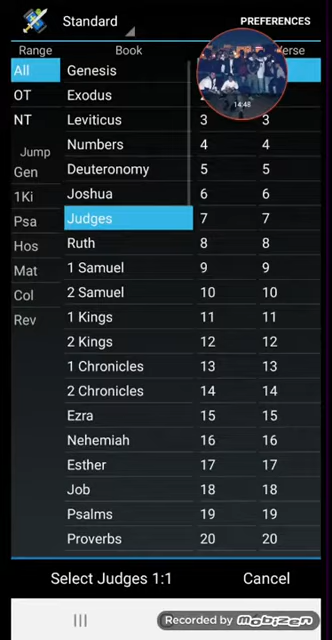 Standard PREFERENCES
Range Book Verse
All Genesis
OT Exodus 2
NT Leviticus 3 3
14:48
Jump Numbers 4 4
Gen Deuteronomy 5 5
1Ki Joshua 6 6
Psa Judges 7 7
Hos Ruth 8 8
Mat 1 Samuel 9 9
Col 2 Samuel 10 10
Rev 1 Kings 11 11
2 Kings 12 12
1 Chronicles 13 13
2 Chronicles 14 14
Ezra 15 15
Nehemiah 16 16
Esther 17 17
Job 18 18
Psalms 19 19
Proverbs 20 20
Select Judges 1:1 Cancel
Recorded by mobizen